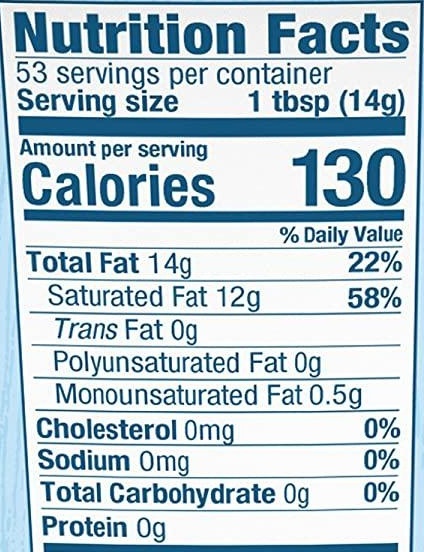 Nutrition Facts
53 servings per container
Serving size 1 tbsp (14g)
Amount per serving
Calories 130
% Daily Value
Total Fat 14g 22%
Saturated Fat 12g 58%
Trans Fat 0g
Polyunsaturated Fat 0g
Monounsaturated Fat 0.5g
Cholesterol 0mg 0%
Sodium 0mg 0%
Total Carbohydrate 0g 0%
Protein 0g